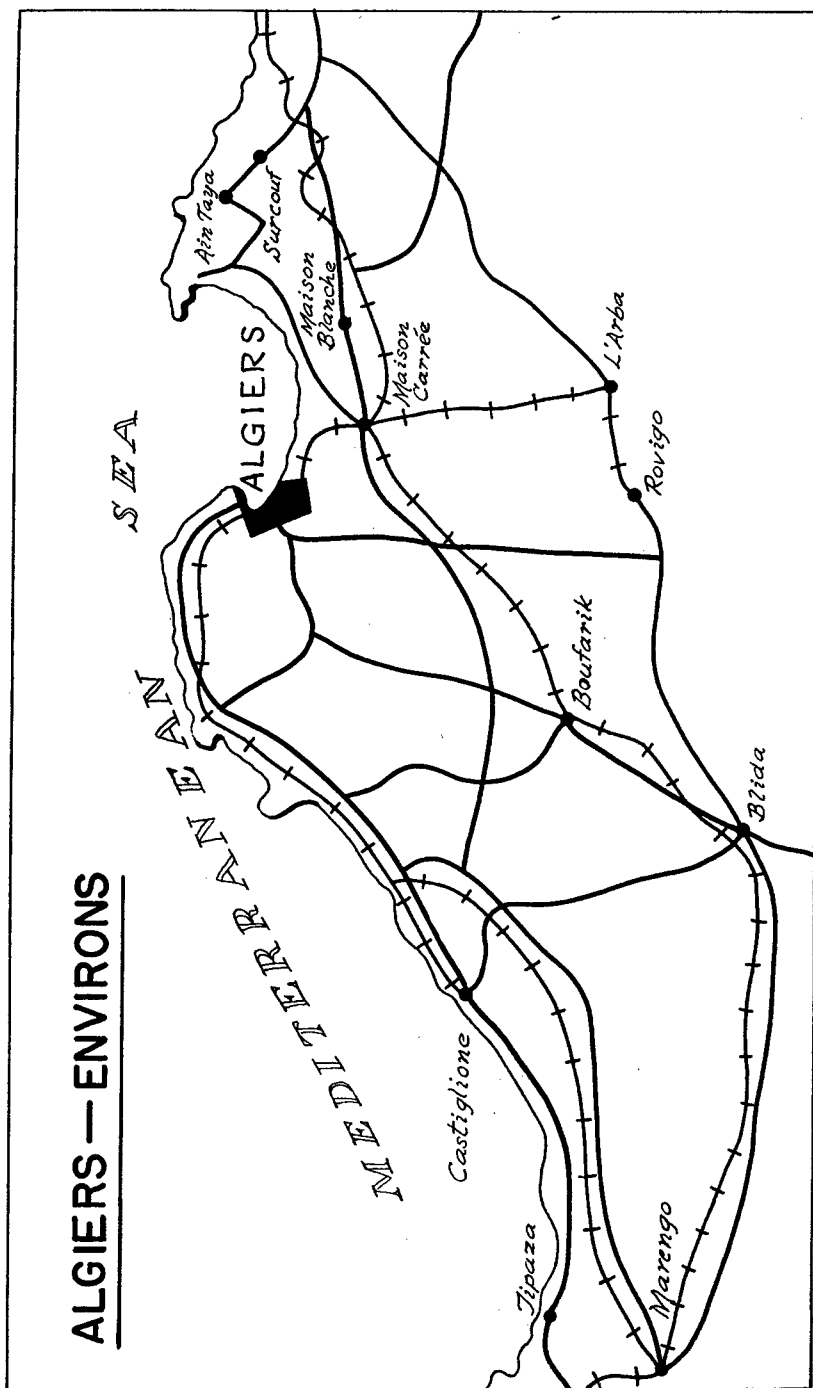 ALGIERS — ENVIRONS
MEDITERRANEAN
SEA
ALGIERS
Ain Taya
Surcouf
Maison
Blanche
Maison
Carrée
L'Arba
Rovigo
Boufarik
Blida
Castiglione
Tipaza
Marengo